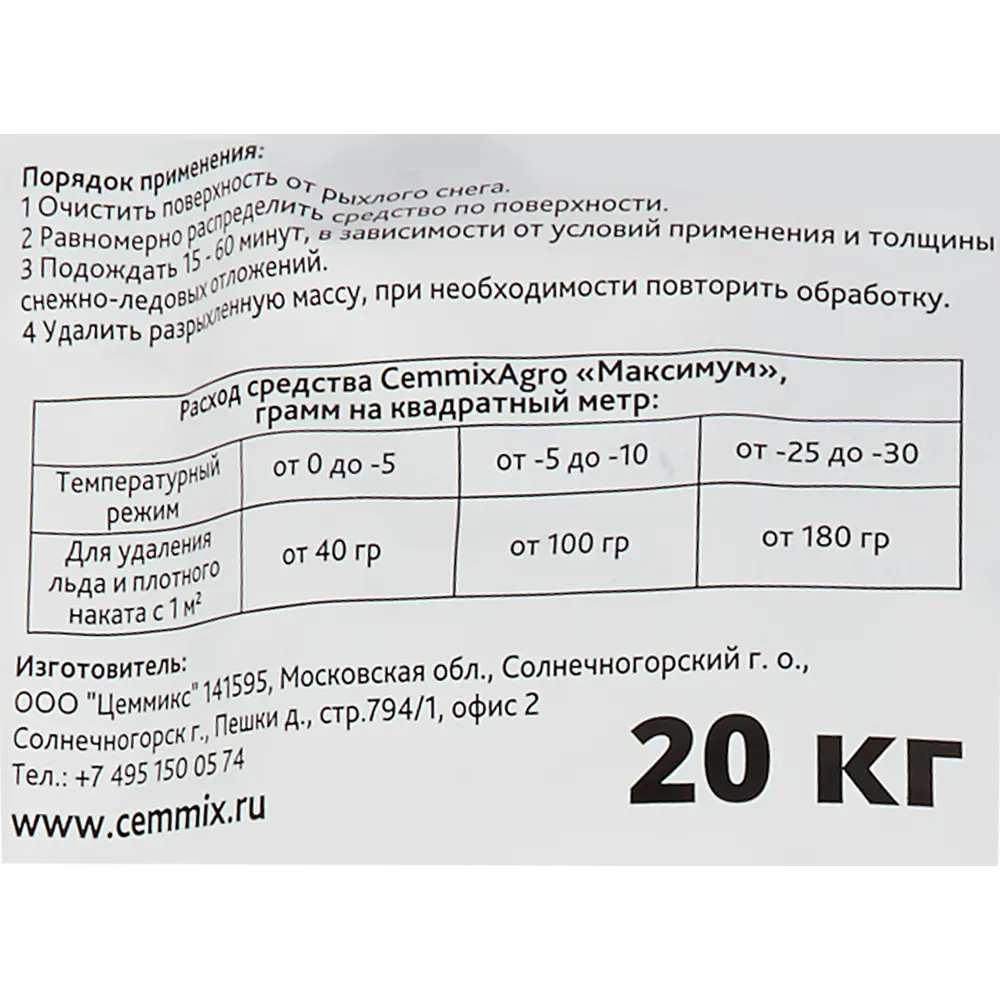 Порядок применения:
1 Очистить поверхность от рыхлого снега.
2 Равномерно распределить средство по поверхности.
3 Подождать 15 - 60 минут, в зависимости от условий применения и толщины
снежно-ледовых отложений.
4 Удалить разрыхленную массу, при необходимости повторить обработку.
Расход средства CemmixAgro «Максимум»,
грамм на квадратный метр:
Температурный
режим
от 0 до -5
от -5 до -10
от -25 до -30
Для удаления
льда и плотного
наката с 1 м²
от 40 гр
от 100 гр
от 180 гр
Изготовитель:
ООО "Цеммикс" 141595, Московская обл., Солнечногорский г. о.,
Солнечногорск г., Пешки д., стр.794/1, офис 2
Тел.: +7 495 150 05 74
www.cemmix.ru
20 кг